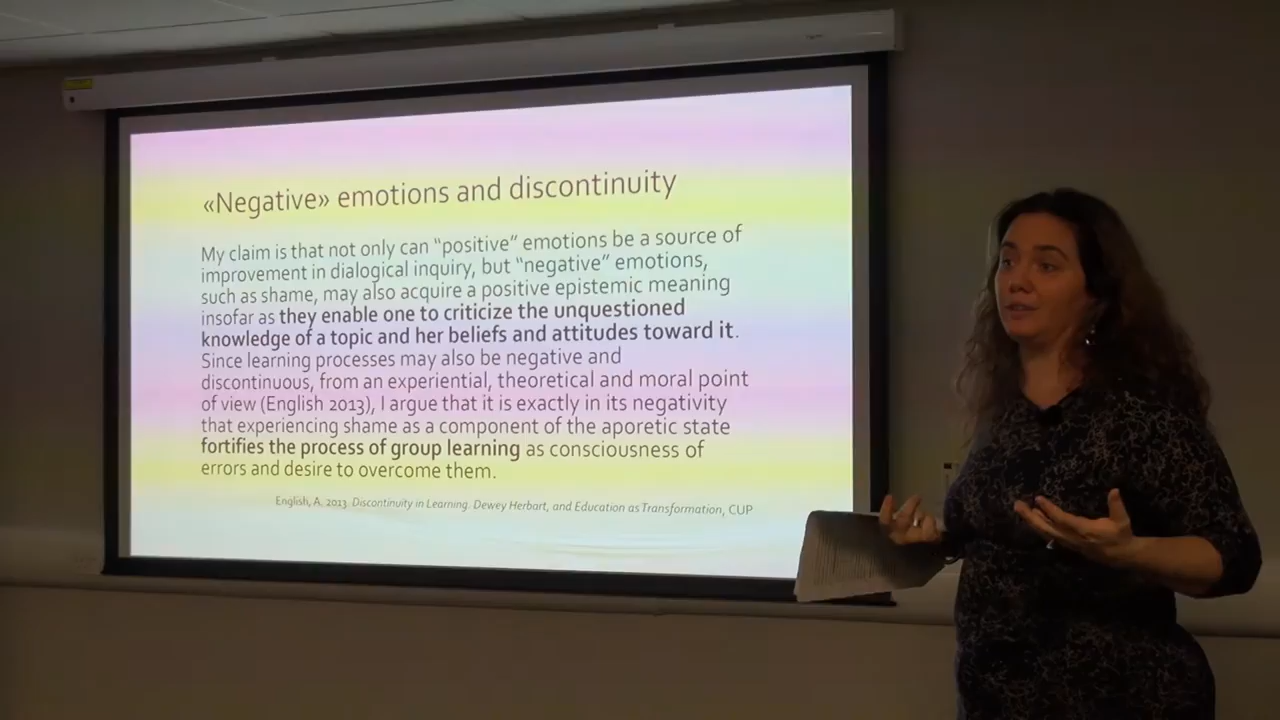 «Negative» emotions and discontinuity
My claim is that not only can “positive” emotions be a source of
improvement in dialogical inquiry, but “negative” emotions,
such as shame, may also acquire a positive epistemic meaning
insofar as they enable one to criticize the unquestioned
knowledge of a topic and her beliefs and attitudes toward it.
Since learning processes may also be negative and
discontinuous, from an experiential, theoretical and moral point
of view (English 2013), I argue that it is exactly in its negativity
that experiencing shame as a component of the aporetic state
fortifies the process of group learning as consciousness of
errors and desire to overcome them.
English, A. 2013. Discontinuity in Learning. Dewey Herbart, and Education as Transformation, CUP